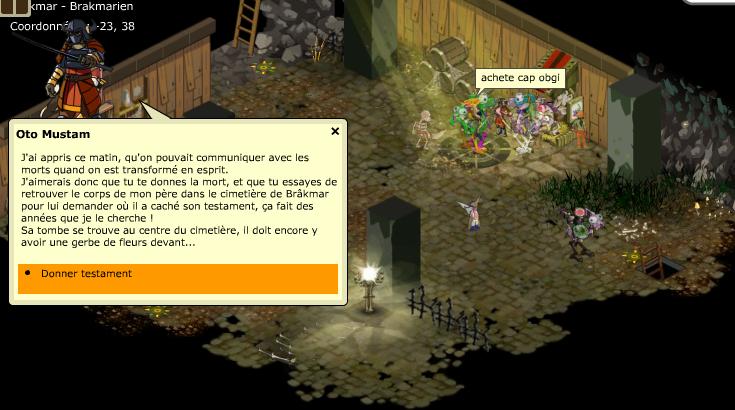 kmar - Brakmarien
Coordonné -23, 38
achete cap obgi
Oto Mustam
J'ai appris ce matin, qu'on pouvait communiquer avec les
morts quand on est transformé en esprit.
J'aimerais donc que tu te donnes la mort, et que tu essayes de
retrouver le corps de mon père dans le cimetière de Brâkmar
pour lui demander où il a caché son testament, ça fait des
années que je le cherche !
Sa tombe se trouve au centre du cimetière, il doit encore y
avoir une gerbe de fleurs devant...
Donner testament